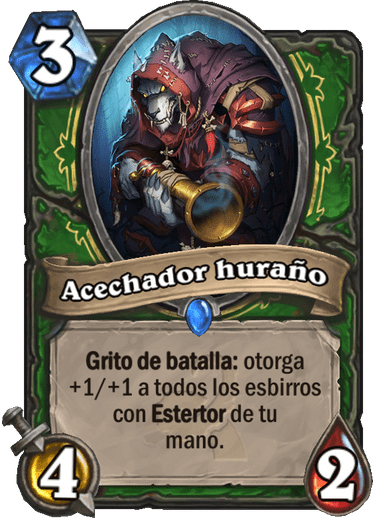 3
Acechador huraño
Grito de batalla: otorga
+1/+1 a todos los esbirros
con Estertor de tu
mano.
4
2